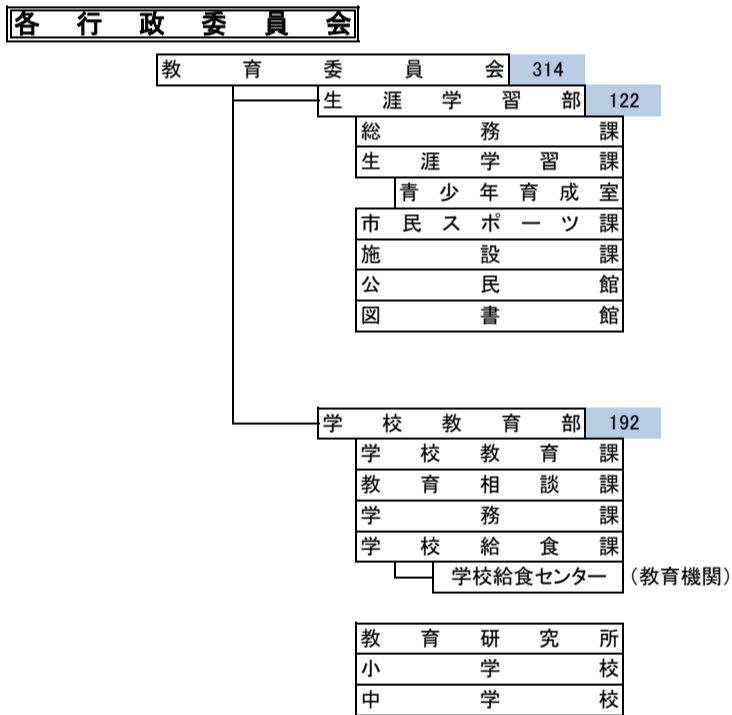 各行政委員会
教育委員会 314
生涯学習部 122
総務課
生涯学習課
青少年育成室
市民スポーツ課
施設課
公民館
図書館
学校教育部 192
学校教育課
教育相談課
学務課
学校給食課
学校給食センター (教育機関)
教育研究所
小学校
中学校